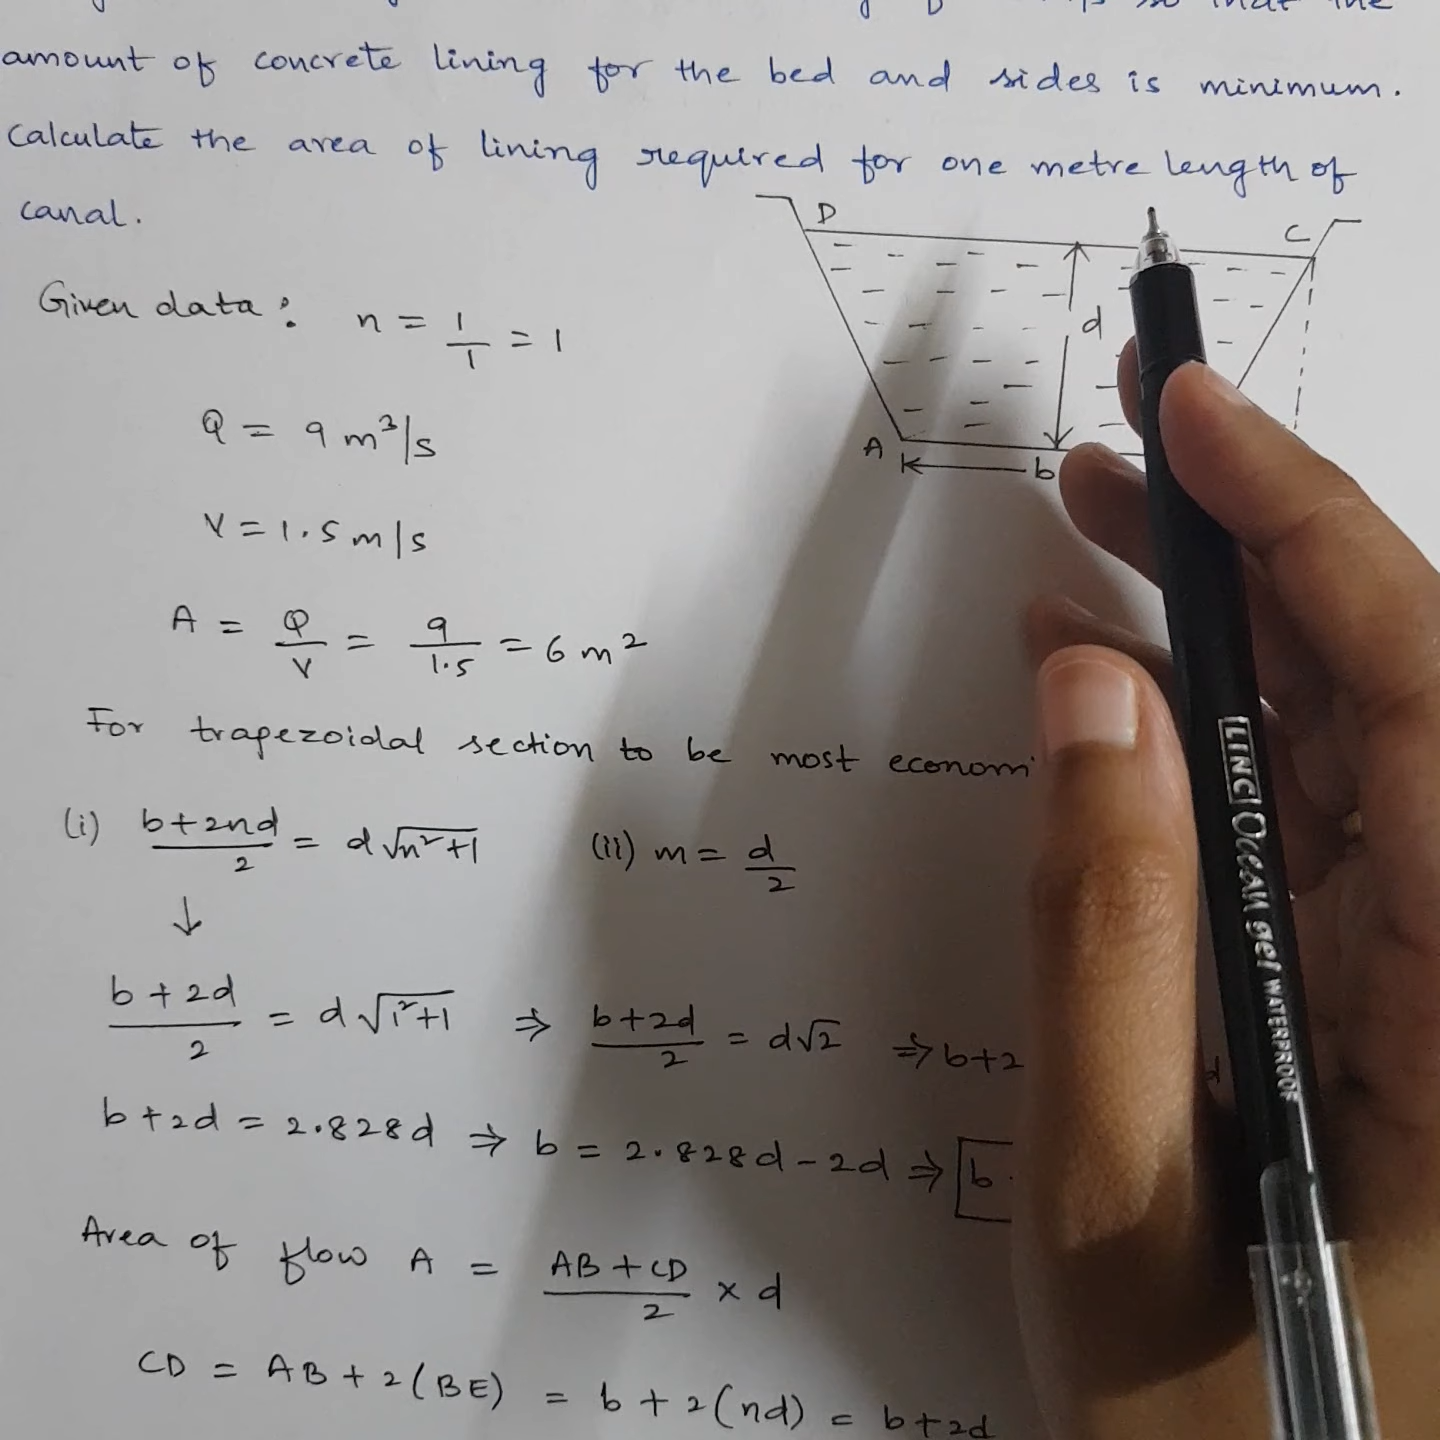 amount of concrete lining for the bed and sides is minimum.
Calculate the area of lining required for one metre length of
canal.
D
C
d
A
b
Given data : n = 1/1 = 1
Q = 9 m³/s
V = 1.5 m/s
A = Q/V = 9/1.5 = 6 m²
For trapezoidal section to be most
(i) b+2nd/2 = d√n²+1 (ii) m = d/2
↓
b+2d/2 = d√1²+1 ⇒ b+2d/2 = d√2 ⇒ b+2
b+2d = 2.828d ⇒ b = 2.828d - 2d ⇒ b
Area of flow A = AB+CD/2 × d
CD = AB + 2(BE) = b + 2(nd) = b+2d
LINC Ocean gel WATERPROOF